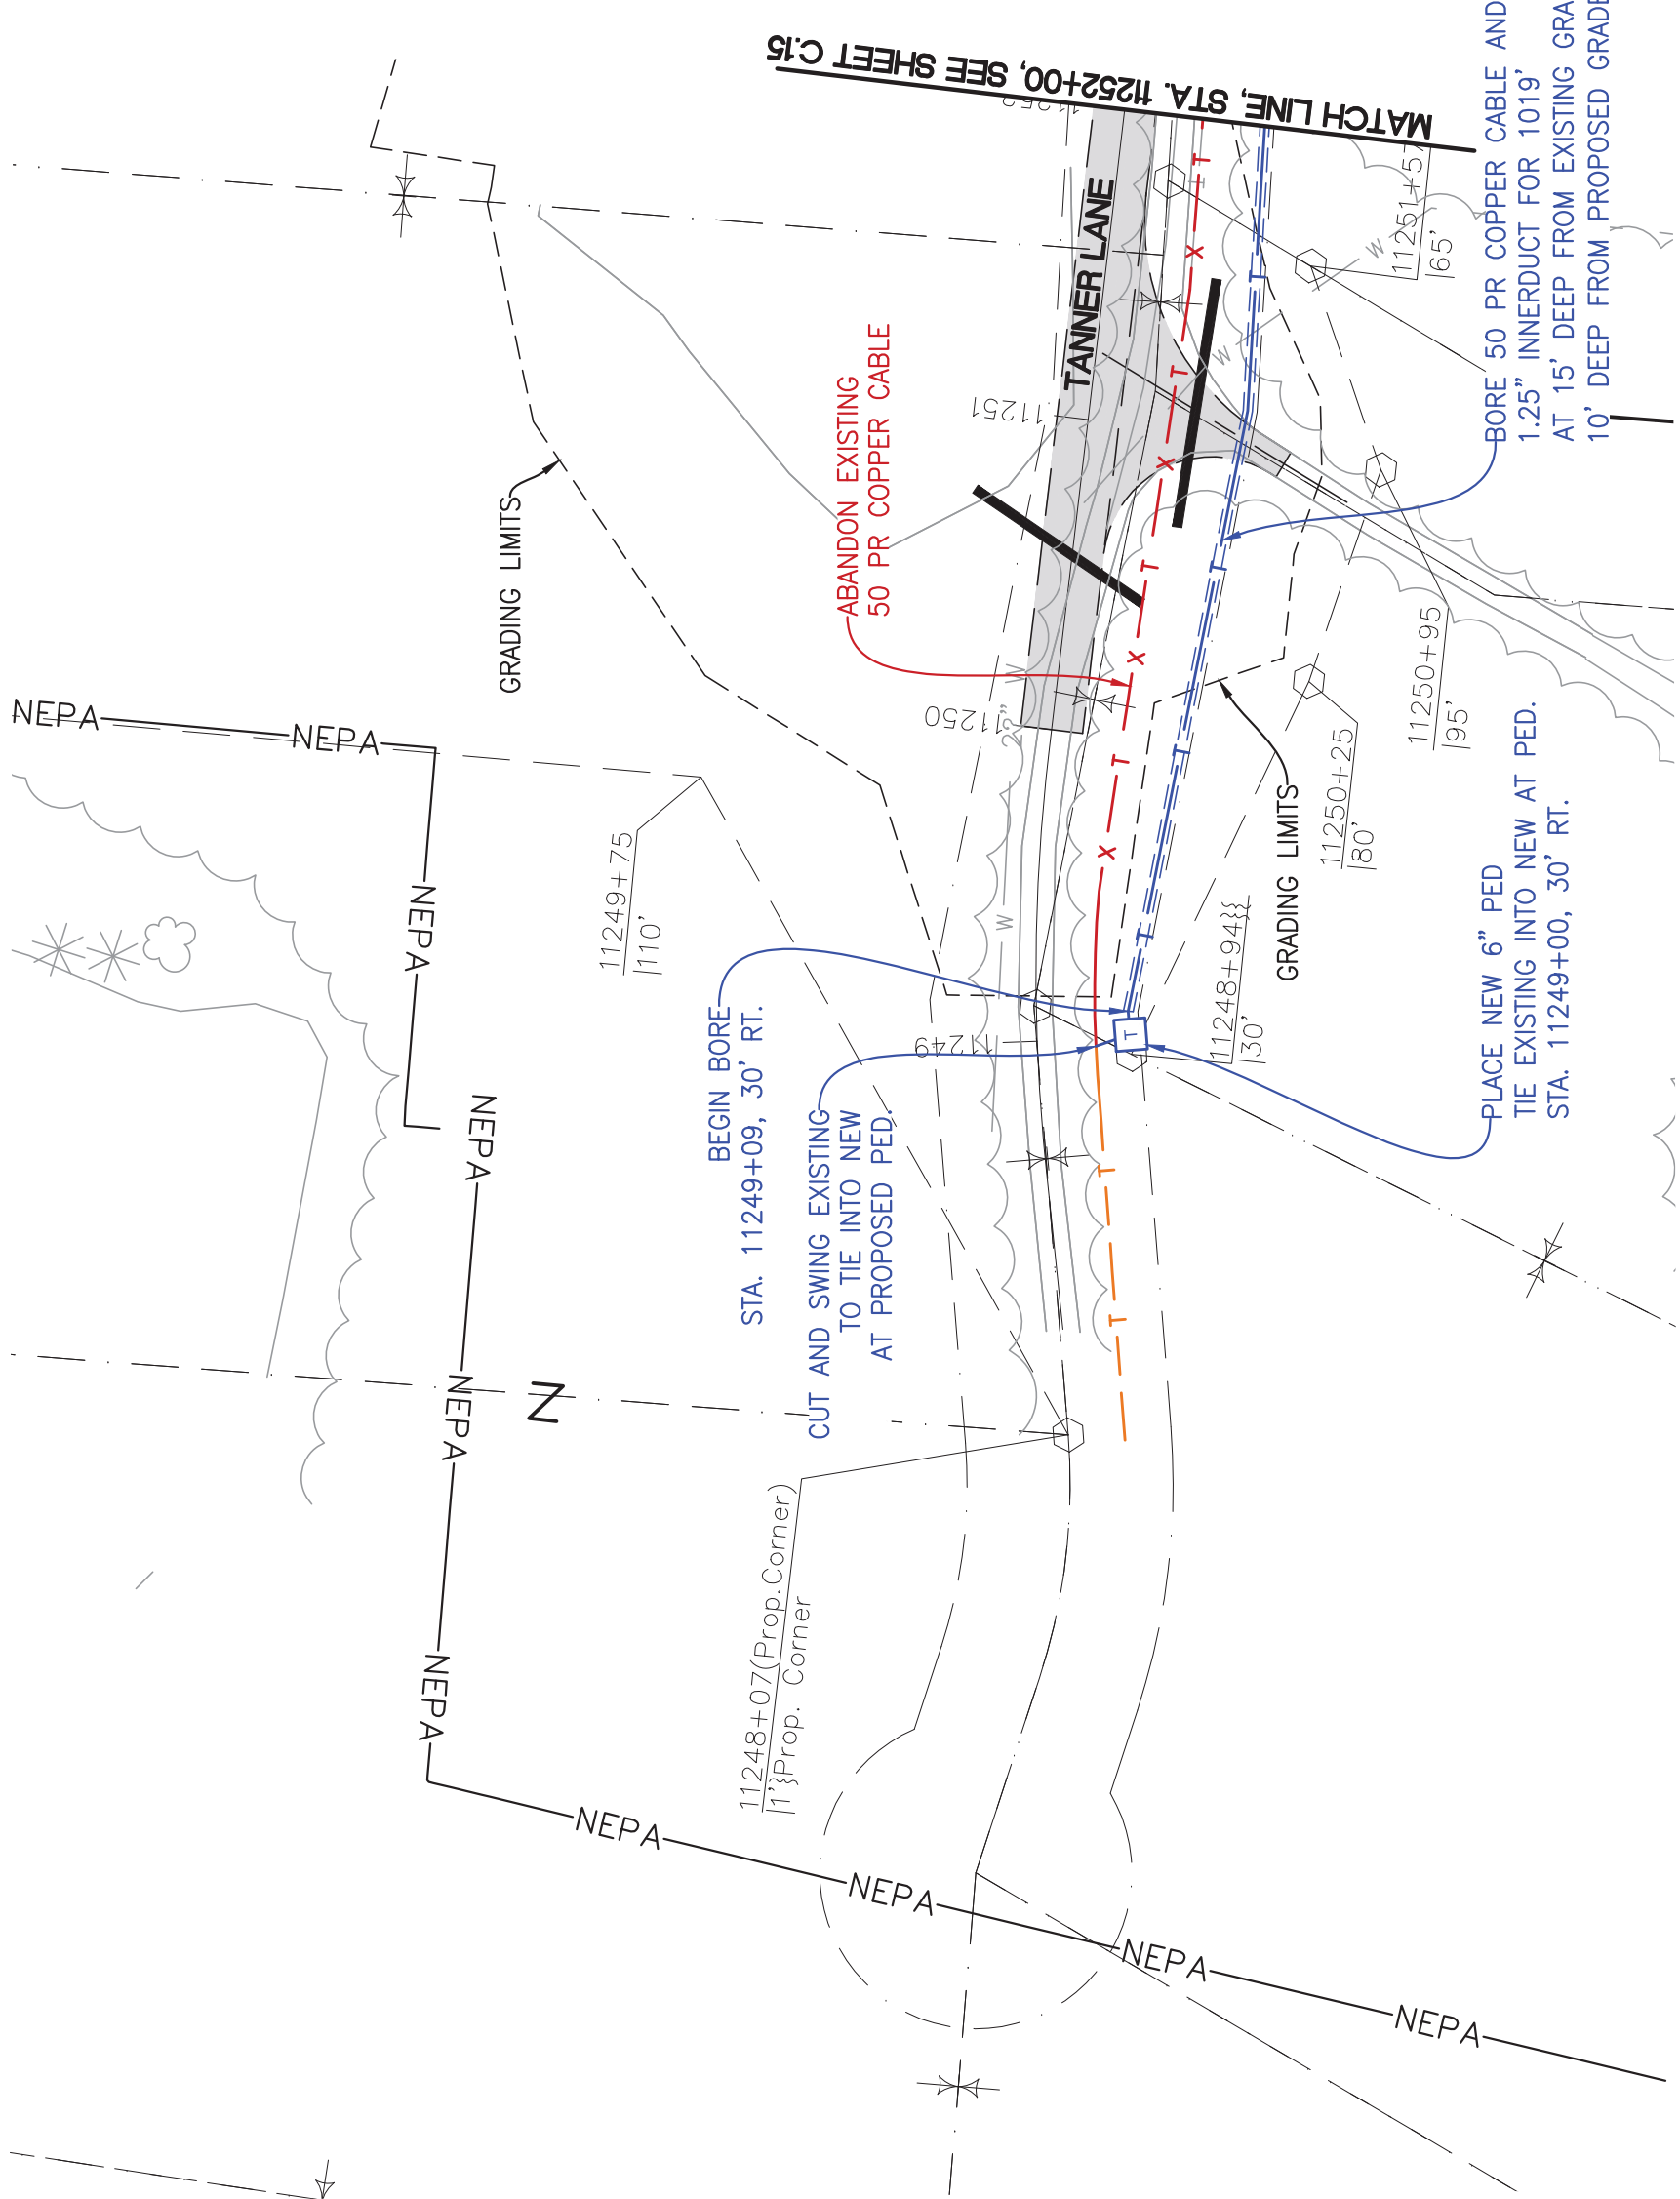 MATCH LINE, STA. 11252+00, SEE SHEET C.15
TANNER LANE
11251
11250
11249
GRADING LIMITS
ABANDON EXISTING
50 PR COPPER CABLE
BORE 50 PR COPPER CABLE AND
1.25" INNERDUCT FOR 1019'
AT 15' DEEP FROM EXISTING GRA
10' DEEP FROM PROPOSED GRADE
11251+57
65'
11250+95
95'
11250+25
80'
GRADING LIMITS
11248+94
30'
11249+75
110'
BEGIN BORE
STA. 11249+09, 30' RT.
CUT AND SWING EXISTING
TO TIE INTO NEW
AT PROPOSED PED.
PLACE NEW 6" PED
TIE EXISTING INTO NEW AT PED.
STA. 11249+00, 30' RT.
11248+07(Prop.Corner)
1' Prop. Corner
NEPA
NEPA
NEPA
NEPA
NEPA
NEPA
NEPA
NEPA
NEPA
NEPA
Z
T
T
T
T
T
T
T
T
T
T
T
T
X
X
X
X
W
W
W